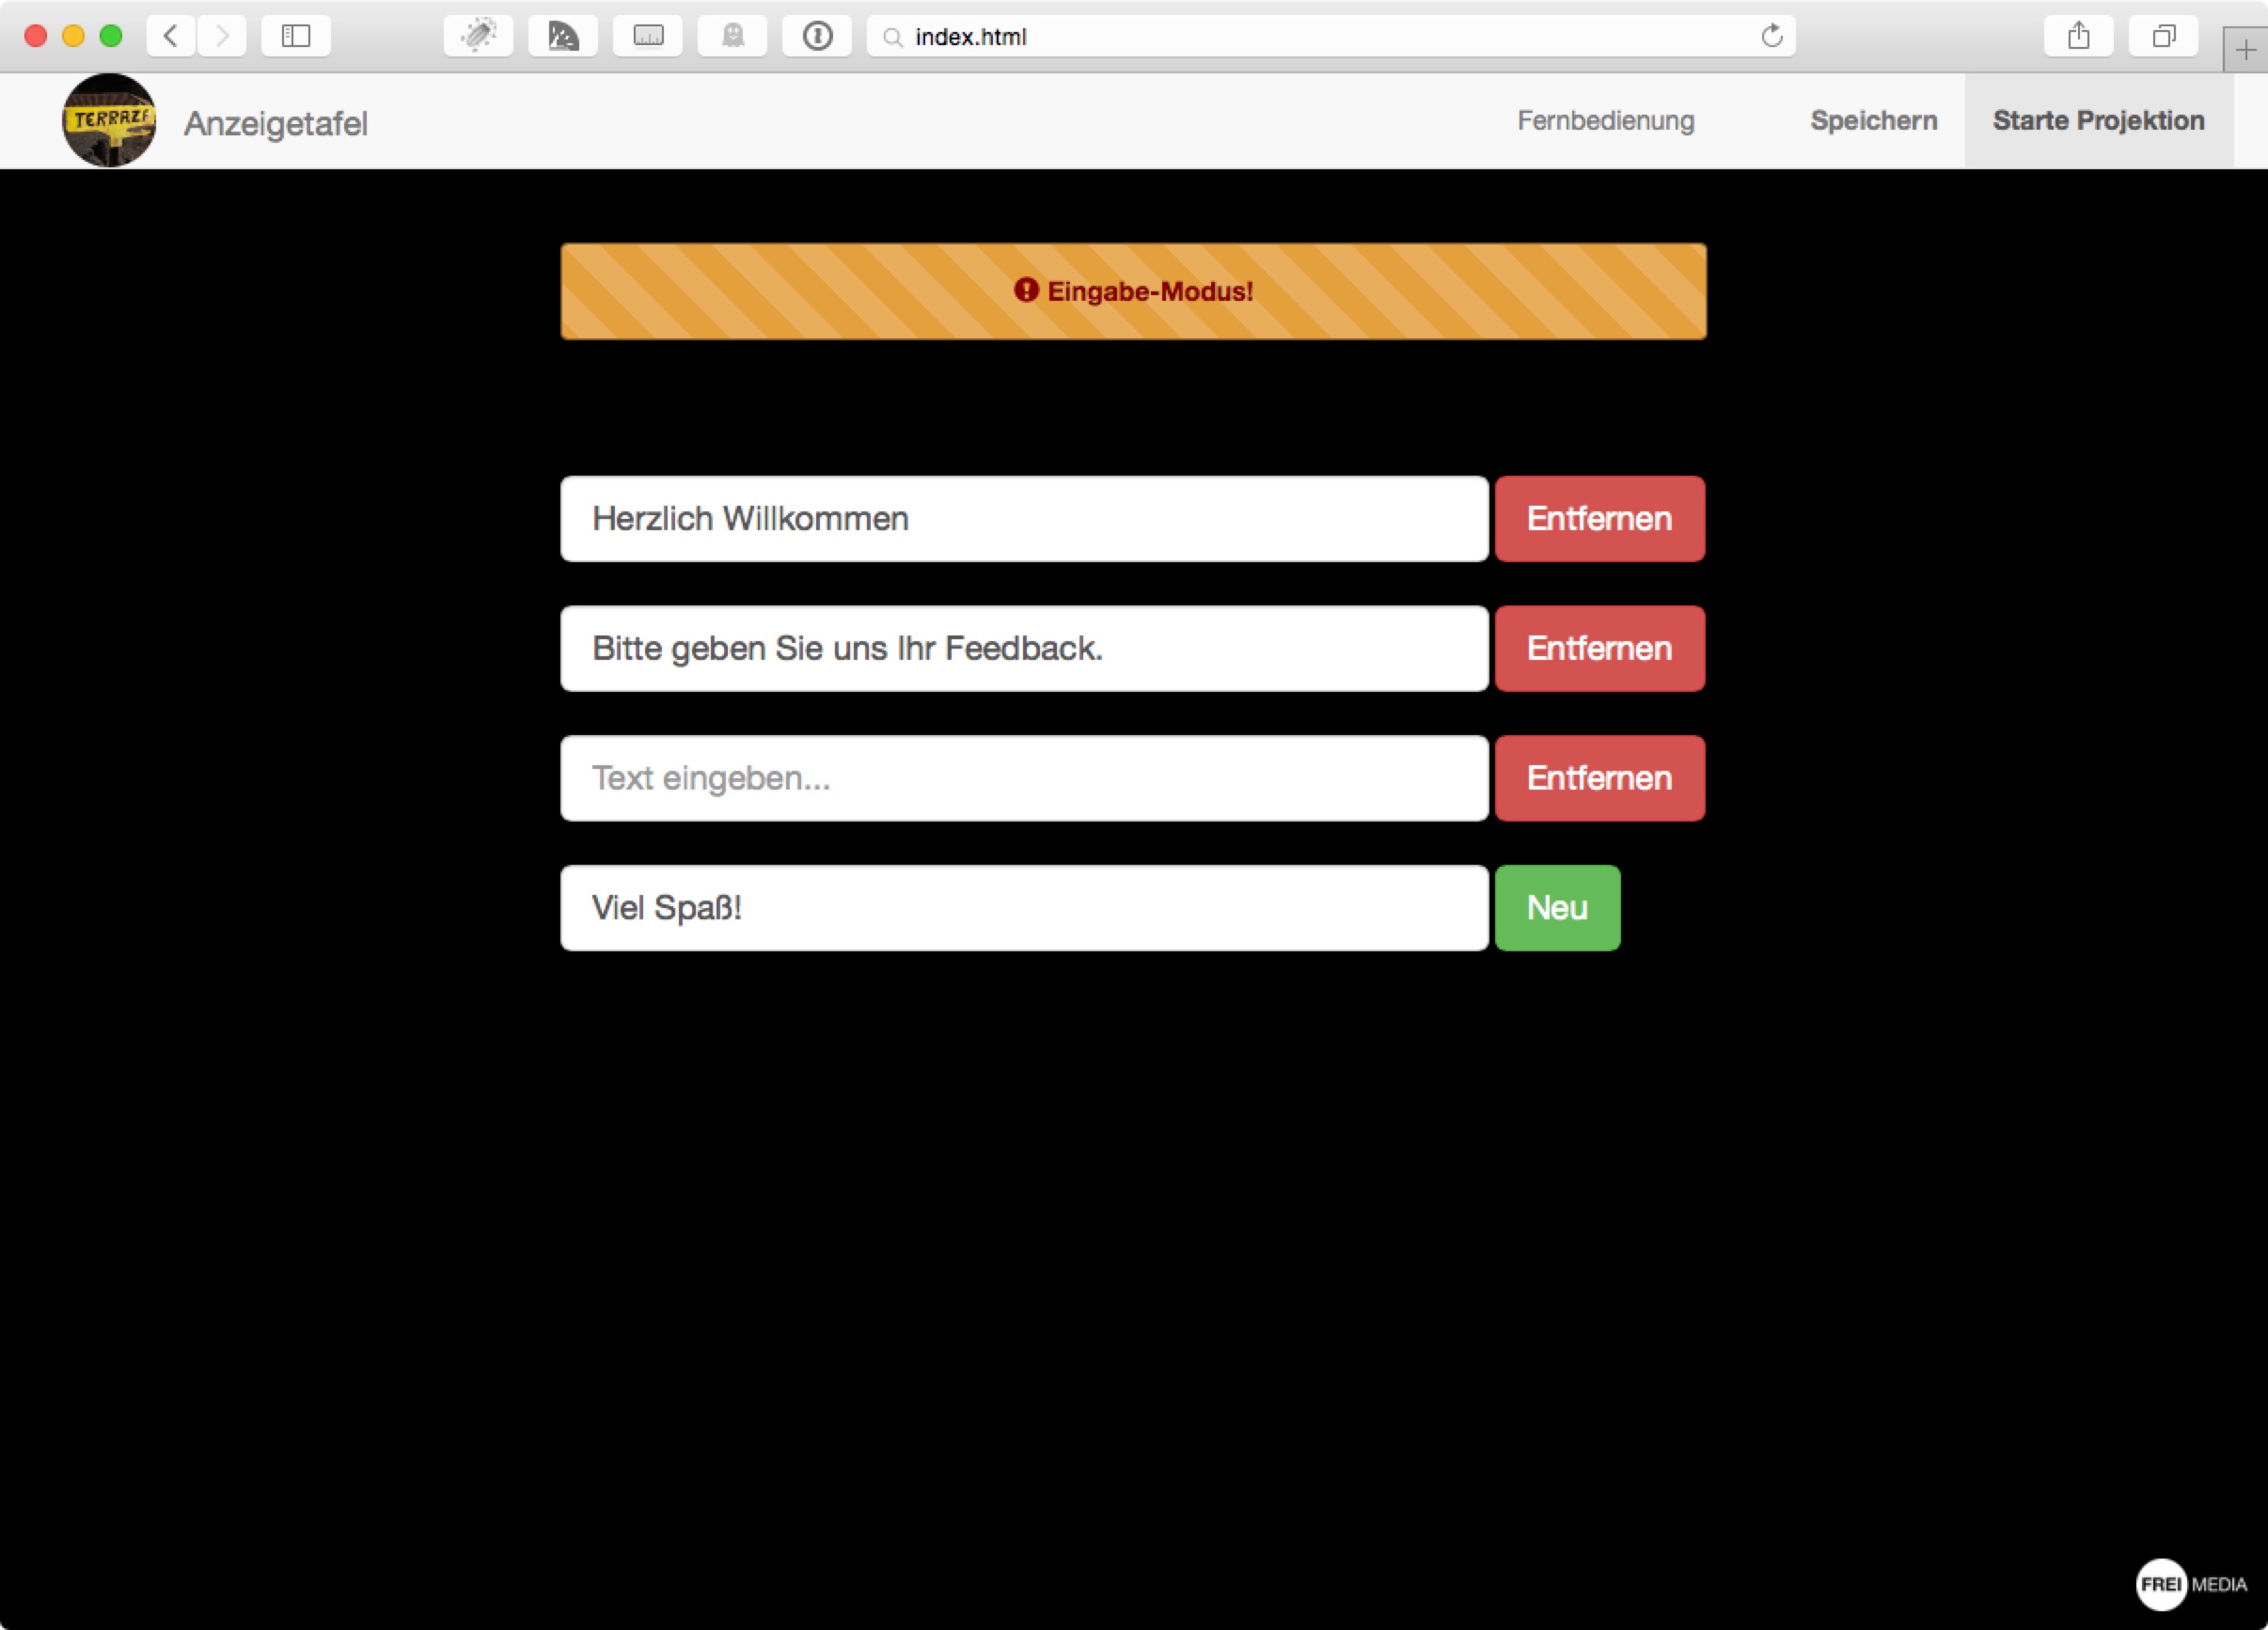 index.html
TERRAZA
Anzeigetafel
Fernbedienung
Speichern
Starte Projektion
Eingabe-Modus!
Herzlich Willkommen
Entfernen
Bitte geben Sie uns Ihr Feedback.
Entfernen
Text eingeben...
Entfernen
Viel Spaß!
Neu
FREI MEDIA